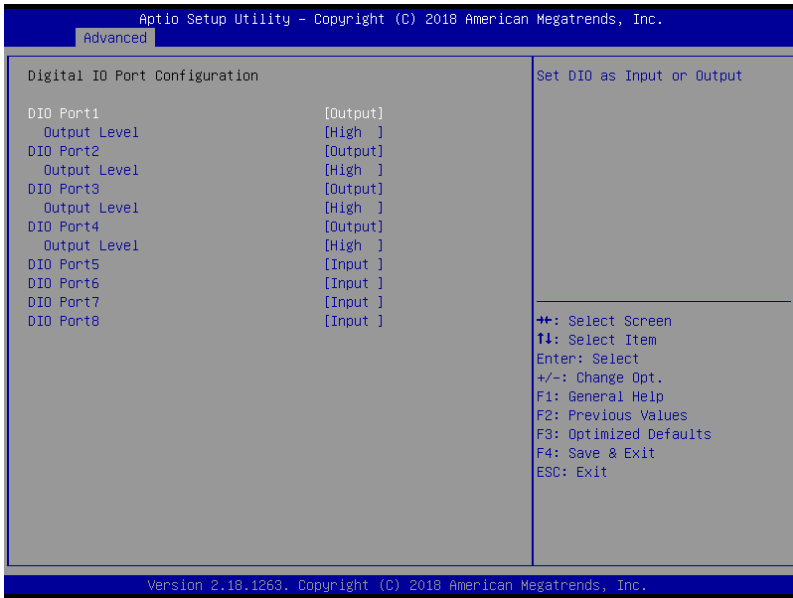 Aptio Setup Utility – Copyright (C) 2018 American Megatrends, Inc.
Advanced
Digital IO Port Configuration
DIO Port1 [Output]
Output Level [High ]
DIO Port2 [Output]
Output Level [High ]
DIO Port3 [Output]
Output Level [High ]
DIO Port4 [Output]
Output Level [High ]
DIO Port5 [Input ]
DIO Port6 [Input ]
DIO Port7 [Input ]
DIO Port8 [Input ]
Set DIO as Input or Output
→←: Select Screen
↑↓: Select Item
Enter: Select
+/-: Change Opt.
F1: General Help
F2: Previous Values
F3: Optimized Defaults
F4: Save & Exit
ESC: Exit
Version 2.18.1263. Copyright (C) 2018 American Megatrends, Inc.